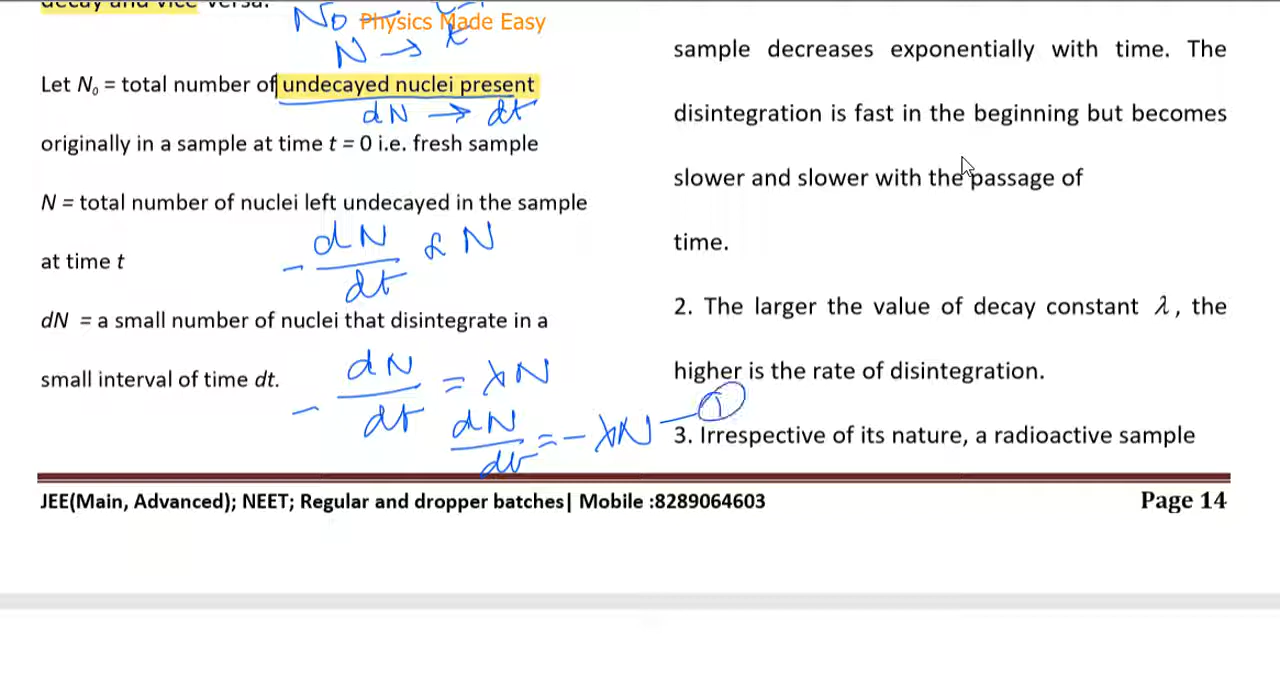 decay and vice versa.
N₀
Physics Made Easy
N → t
Let N₀ = total number of undecayed nuclei present
dN → dt
originally in a sample at time t = 0 i.e. fresh sample
N = total number of nuclei left undecayed in the sample
- dN/dt ∝ N
at time t
dN = a small number of nuclei that disintegrate in a
small interval of time dt.
- dN/dt = λN
dN/dt = - λN — ①
sample decreases exponentially with time. The
disintegration is fast in the beginning but becomes
slower and slower with the passage of
time.
2. The larger the value of decay constant λ, the
higher is the rate of disintegration.
3. Irrespective of its nature, a radioactive sample
JEE(Main, Advanced); NEET; Regular and dropper batches| Mobile :8289064603
Page 14